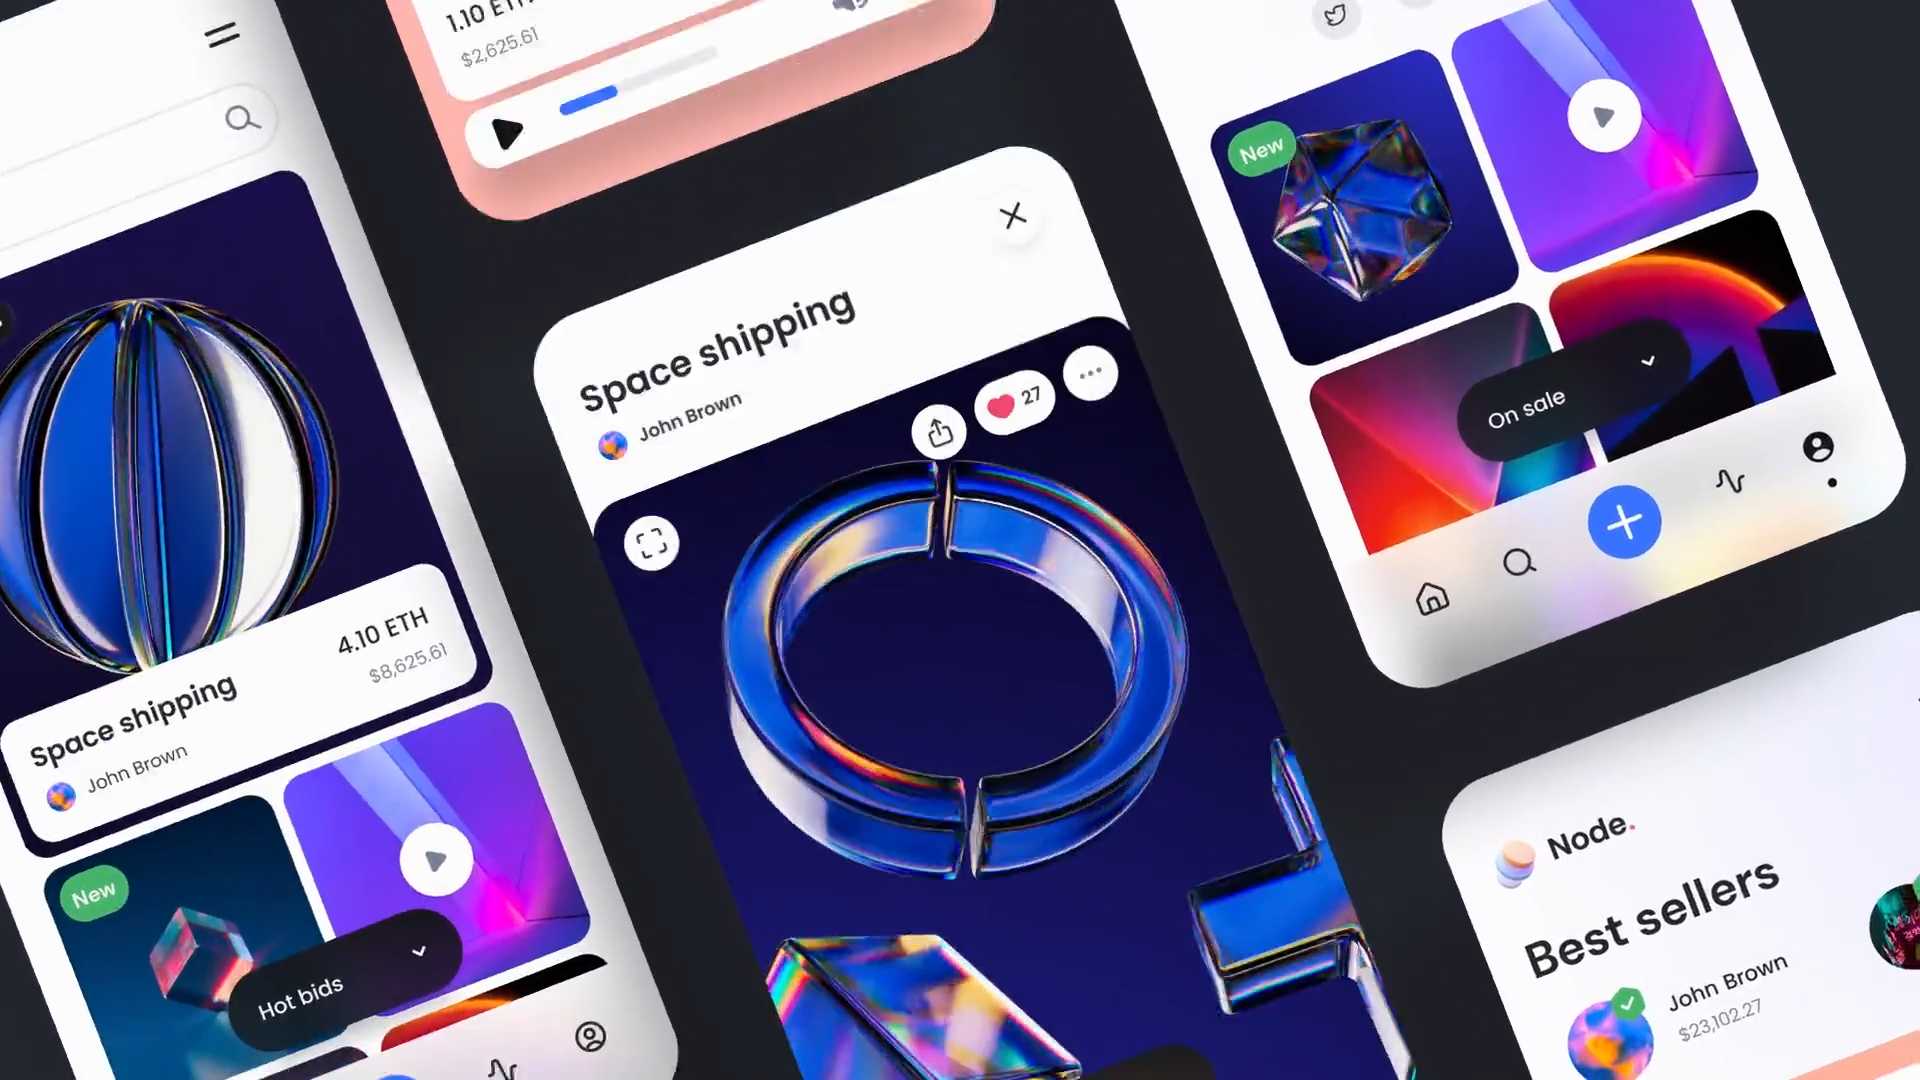 1.10 ETH
$2,625.61
Space shipping
John Brown
27
New
On sale
4.10 ETH
$8,625.61
Space shipping
John Brown
New
Hot bids
Node.
Best sellers
John Brown
$23,102.27